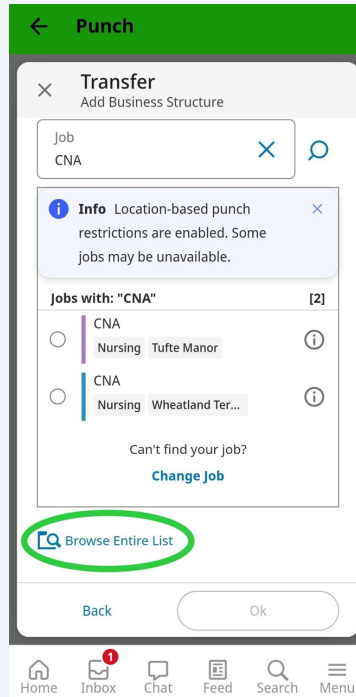 Punch
Transfer
Add Business Structure
Job
CNA
Info Location-based punch
restrictions are enabled. Some
jobs may be unavailable.
Jobs with: "CNA" [2]
CNA
Nursing Tufte Manor
CNA
Nursing Wheatland Ter...
Can't find your job?
Change Job
Browse Entire List
Back Ok
1
Home Inbox Chat Feed Search Menu